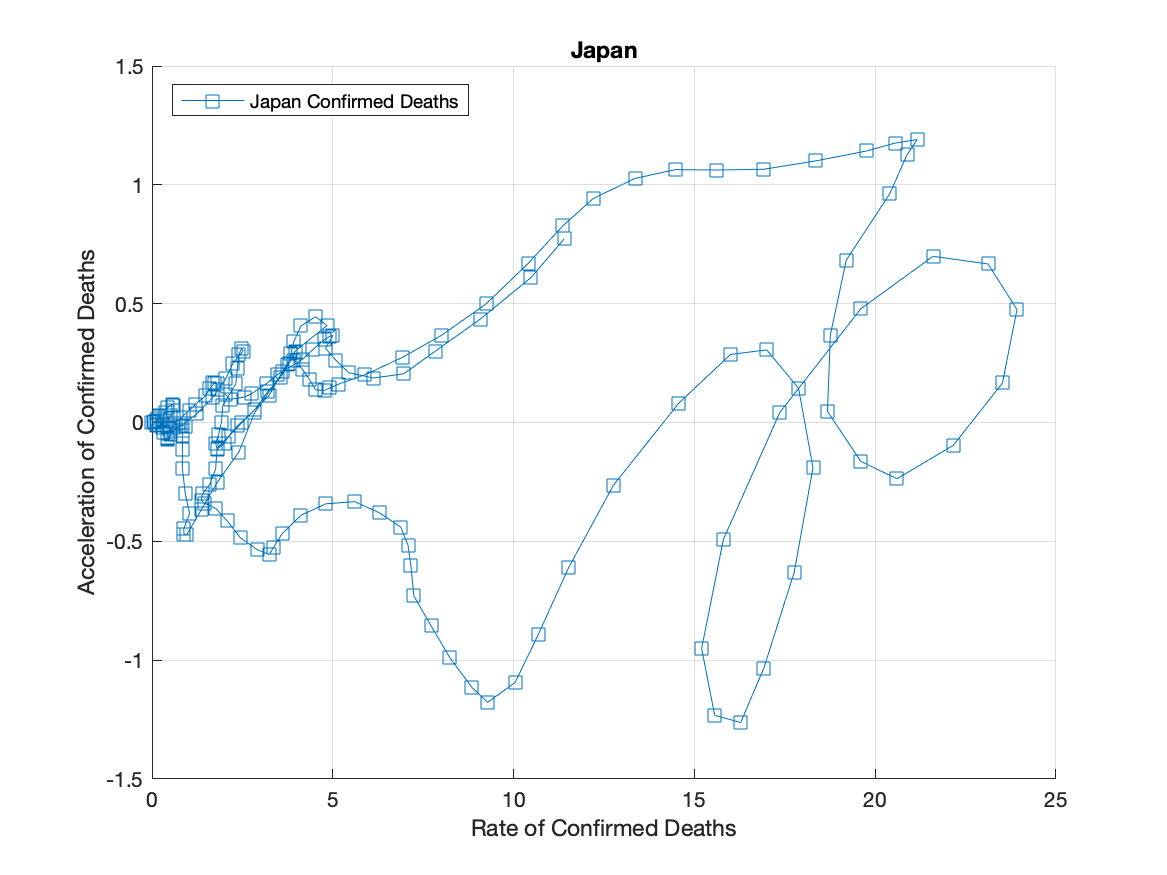 Japan
1.5
Japan Confirmed Deaths
1
0.5
0
-0.5
-1
-1.5
Acceleration of Confirmed Deaths
0 5 10 15 20 25
Rate of Confirmed Deaths